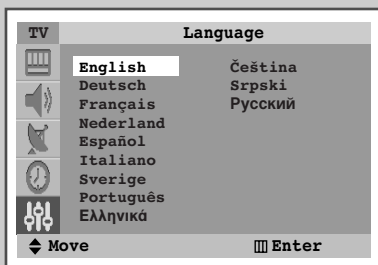 TV Language
English
Deutsch
Français
Nederland
Español
Italiano
Sverige
Português
Ελληνικά
Čeština
Srpski
Русский
Move Enter